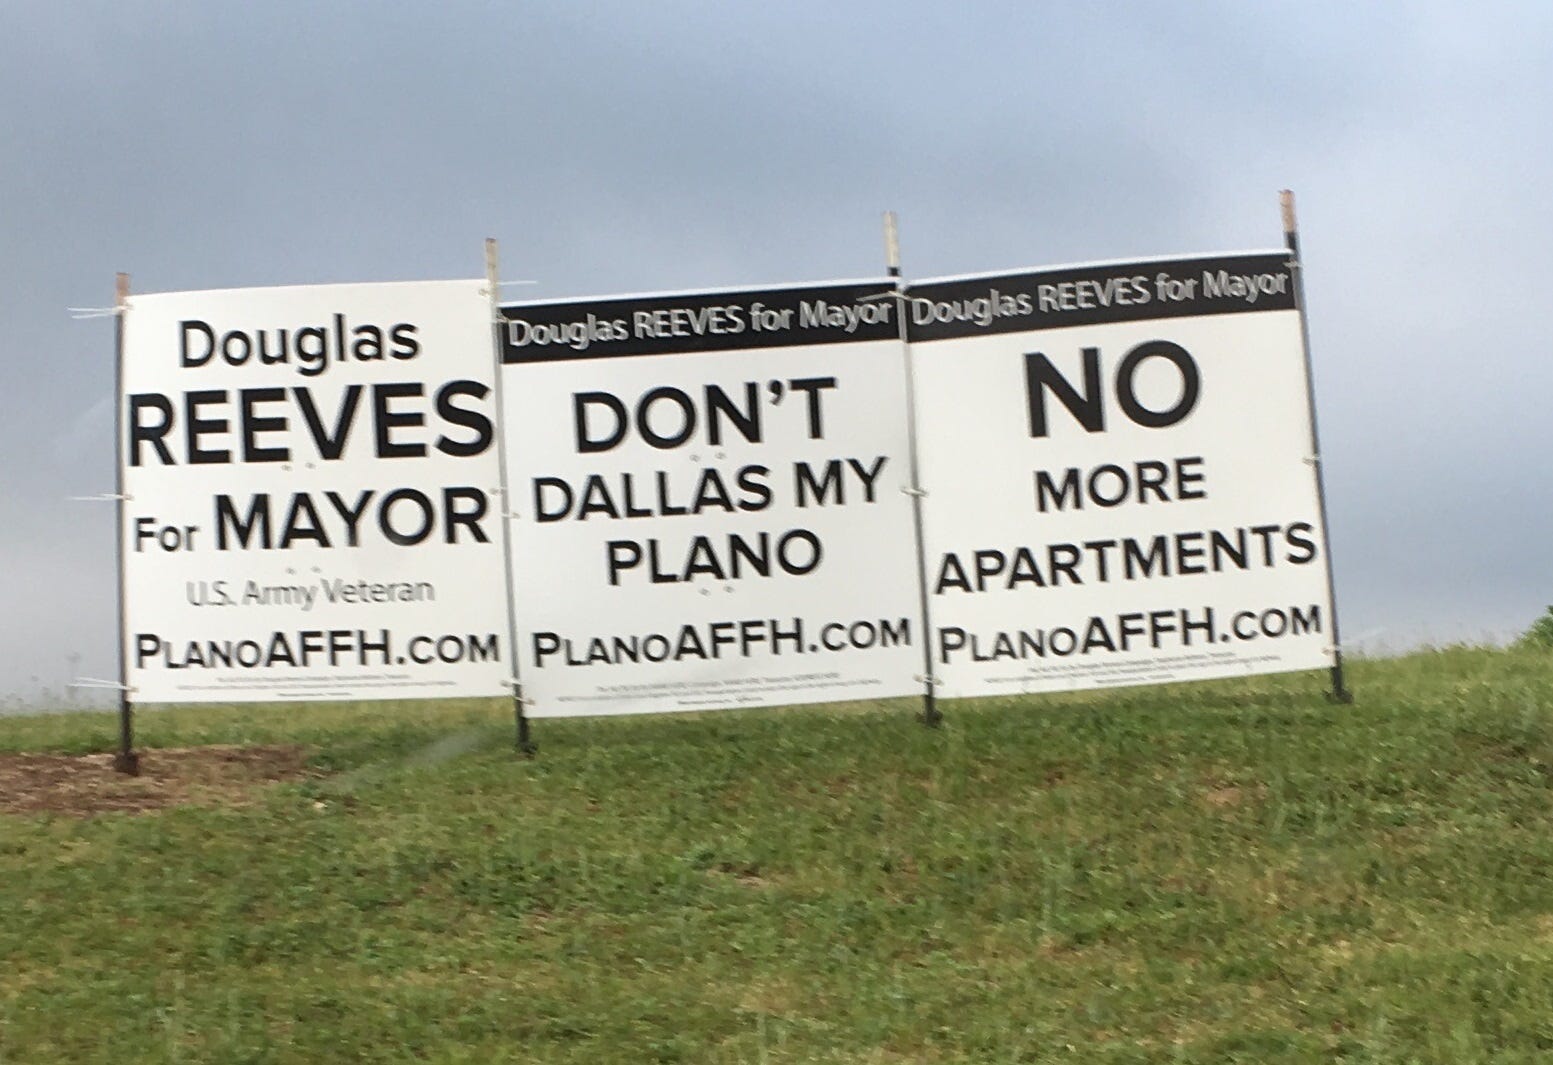 Douglas
REEVES
For MAYOR
U.S. Army Veteran
PLANOAFFH.COM
Douglas REEVES for Mayor
DON'T
DALLAS MY
PLANO
PLANOAFFH.COM
Douglas REEVES for Mayor
NO
MORE
APARTMENTS
PLANOAFFH.COM